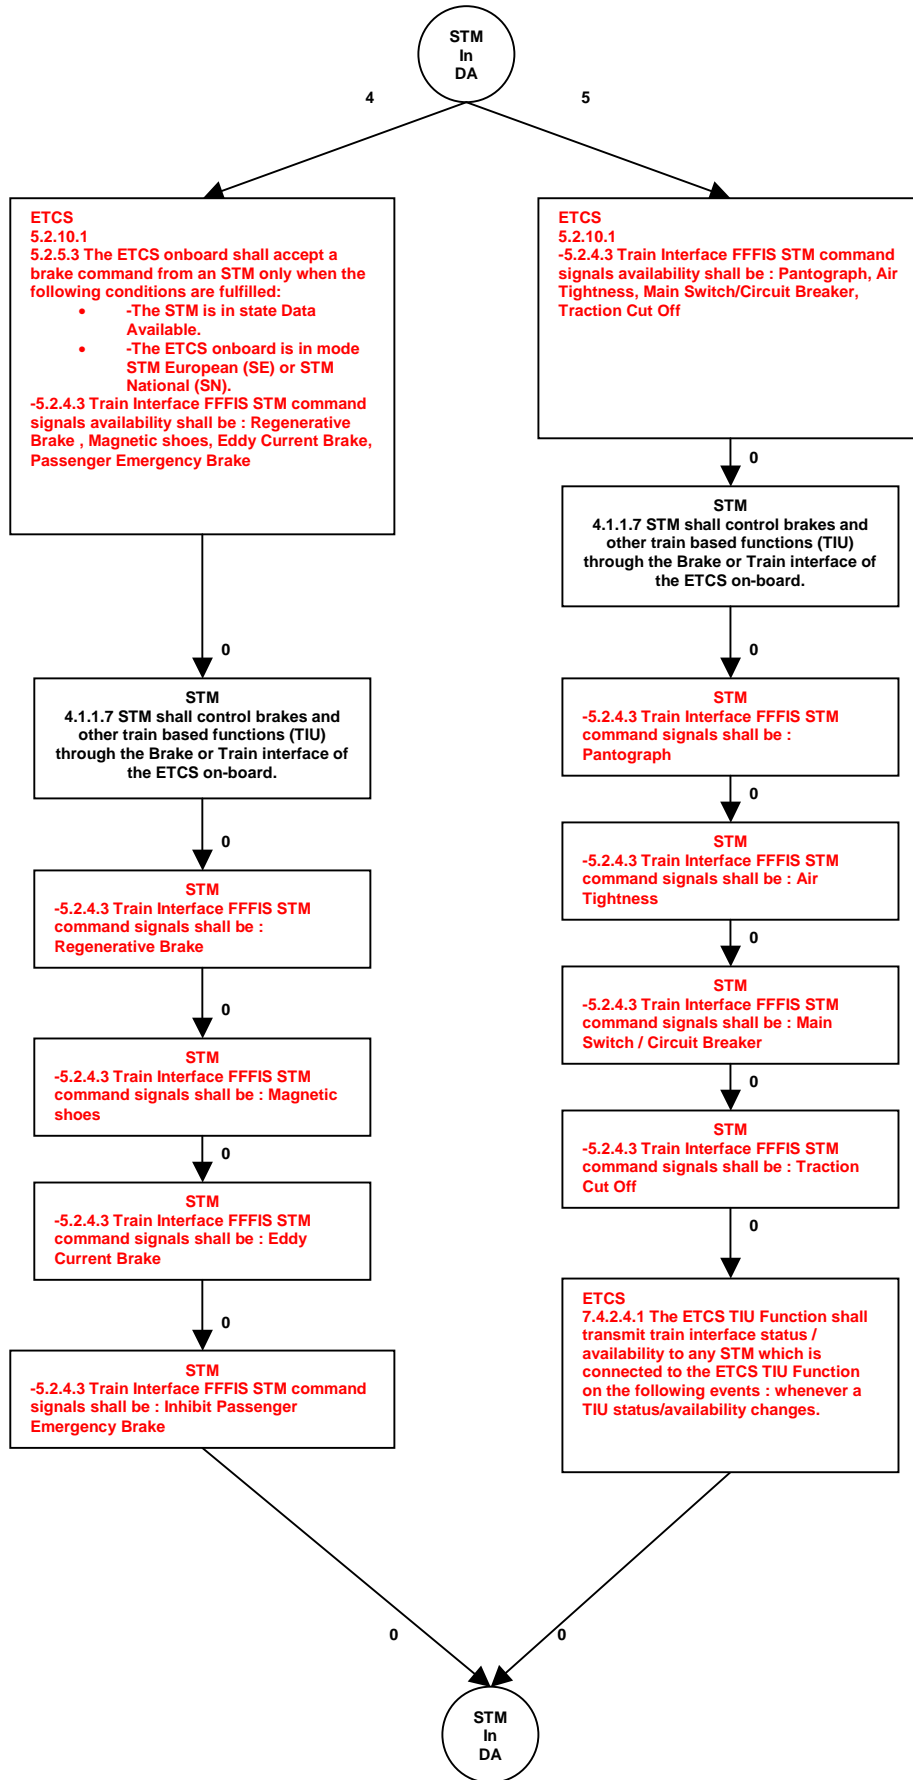 STM
In
DA
4
5
ETCS
5.2.10.1
5.2.5.3 The ETCS onboard shall accept a
brake command from an STM only when the
following conditions are fulfilled:
• -The STM is in state Data
Available.
• -The ETCS onboard is in mode
STM European (SE) or STM
National (SN).
-5.2.4.3 Train Interface FFFIS STM command
signals availability shall be : Regenerative
Brake , Magnetic shoes, Eddy Current Brake,
Passenger Emergency Brake
0
STM
4.1.1.7 STM shall control brakes and
other train based functions (TIU)
through the Brake or Train interface of
the ETCS on-board.
0
STM
-5.2.4.3 Train Interface FFFIS STM
command signals shall be :
Regenerative Brake
0
STM
-5.2.4.3 Train Interface FFFIS STM
command signals shall be : Magnetic
shoes
0
STM
-5.2.4.3 Train Interface FFFIS STM
command signals shall be : Eddy
Current Brake
0
STM
-5.2.4.3 Train Interface FFFIS STM command
signals shall be : Inhibit Passenger
Emergency Brake
0
ETCS
5.2.10.1
-5.2.4.3 Train Interface FFFIS STM command
signals availability shall be : Pantograph, Air
Tightness, Main Switch/Circuit Breaker,
Traction Cut Off
0
STM
4.1.1.7 STM shall control brakes and
other train based functions (TIU)
through the Brake or Train interface of
the ETCS on-board.
0
STM
-5.2.4.3 Train Interface FFFIS STM
command signals shall be :
Pantograph
0
STM
-5.2.4.3 Train Interface FFFIS STM
command signals shall be : Air
Tightness
0
STM
-5.2.4.3 Train Interface FFFIS STM
command signals shall be : Main
Switch / Circuit Breaker
0
STM
-5.2.4.3 Train Interface FFFIS STM
command signals shall be : Traction
Cut Off
0
ETCS
7.4.2.4.1 The ETCS TIU Function shall
transmit train interface status /
availability to any STM which is
connected to the ETCS TIU Function
on the following events : whenever a
TIU status/availability changes.
0
STM
In
DA